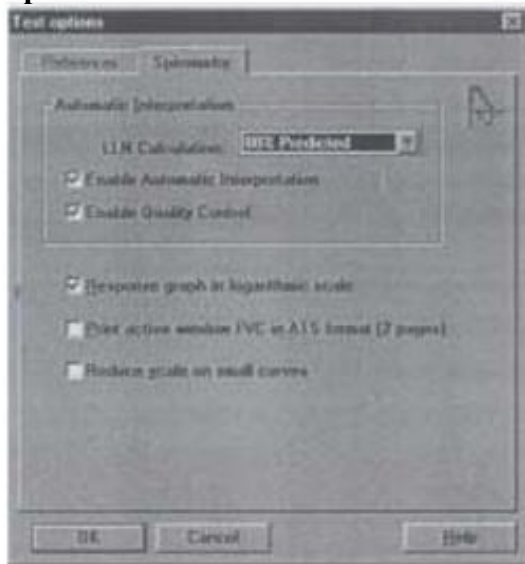 Test options
Preferences
Spirometry
Automatic Interpretation
LLN Calculation: 80% Predicted
Enable Automatic Interpretation
Enable Quality Control
Response graph in logarithmic scale
Print active window FVC in ATS format (2 pages)
Reduce scale on small curves
OK
Cancel
Help